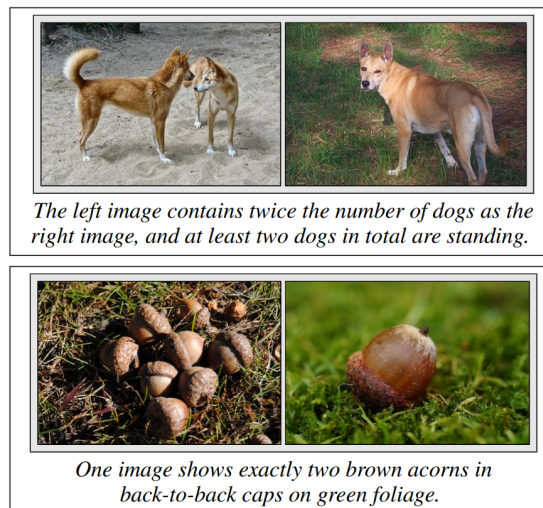 The left image contains twice the number of dogs as the
right image, and at least two dogs in total are standing.
One image shows exactly two brown acorns in
back-to-back caps on green foliage.